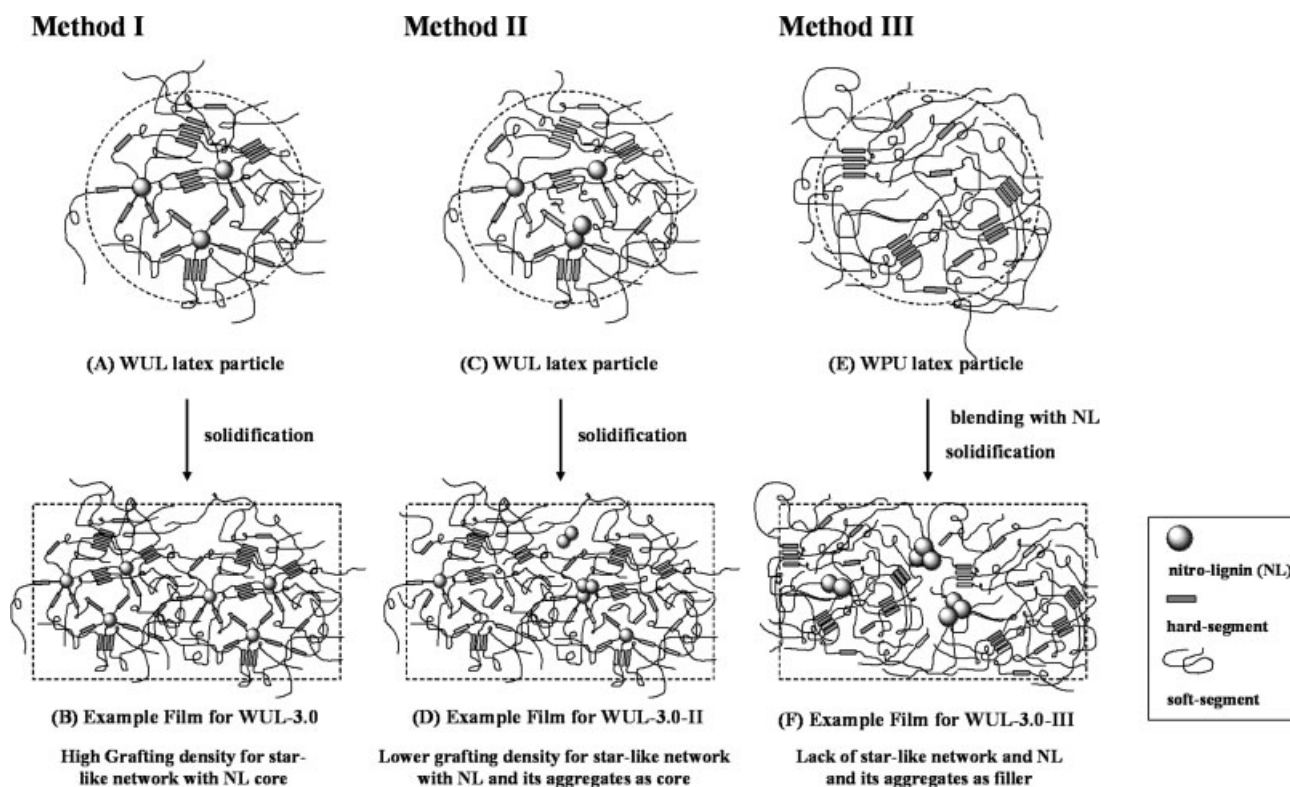 Method I
Method II
Method III
(A) WUL latex particle
(C) WUL latex particle
(E) WPU latex particle
solidification
solidification
blending with NL
solidification
(B) Example Film for WUL-3.0
High Grafting density for star-
like network with NL core
(D) Example Film for WUL-3.0-II
Lower grafting density for star-like network
with NL and its aggregates as core
(F) Example Film for WUL-3.0-III
Lack of star-like network and NL
and its aggregates as filler
nitro-lignin (NL)
hard-segment
soft-segment